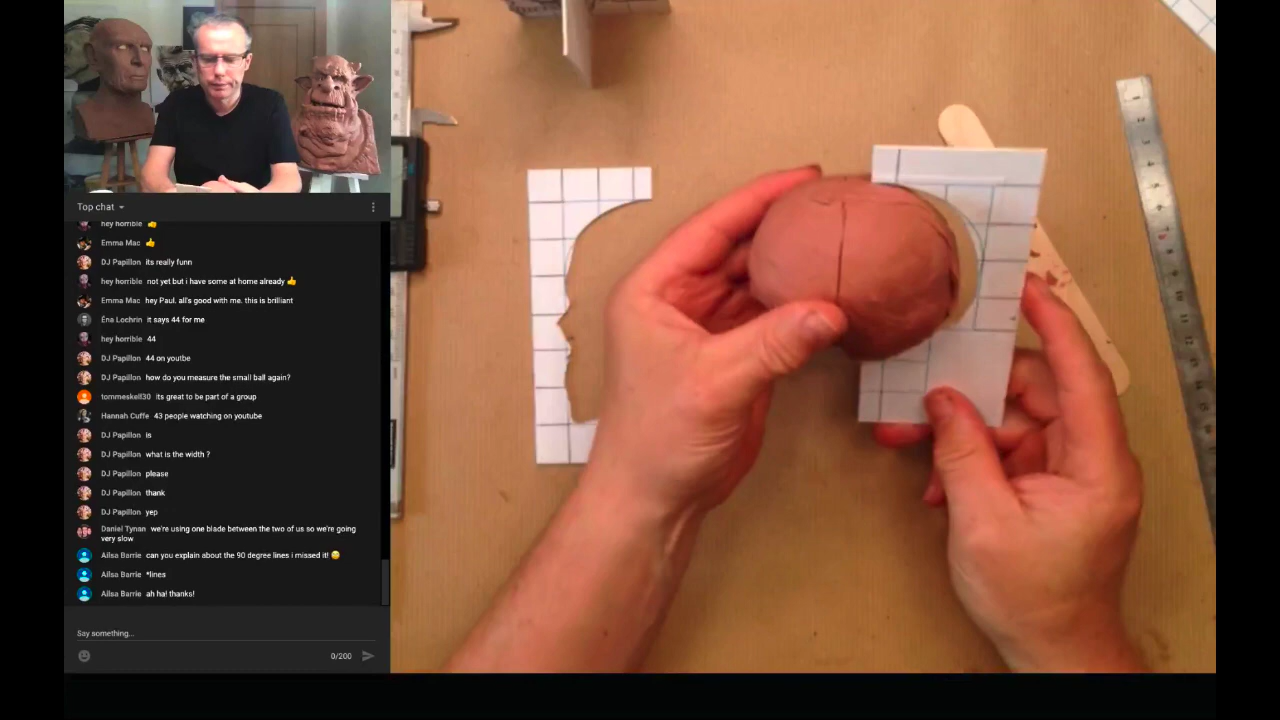 Top chat
hey horrible 👍
Emma Mac 👍
DJ Papillon its really funn
hey horrible not yet but i have some at home already 👍
Emma Mac hey Paul. all's good with me. this is brilliant
Éna Lochrin it says 44 for me
hey horrible 44
DJ Papillon 44 on youtbe
DJ Papillon how do you measure the small ball again?
tommeskell30 its great to be part of a group
Hannah Cuffe 43 people watching on youtube
DJ Papillon is
DJ Papillon what is the width ?
DJ Papillon please
DJ Papillon thank
DJ Papillon yep
Daniel Tynan we're using one blade between the two of us so we're going
very slow
Ailsa Barrie can you explain about the 90 degree lines i missed it! 😅
Ailsa Barrie *lines
Ailsa Barrie ah ha! thanks!
Say something...
0/200